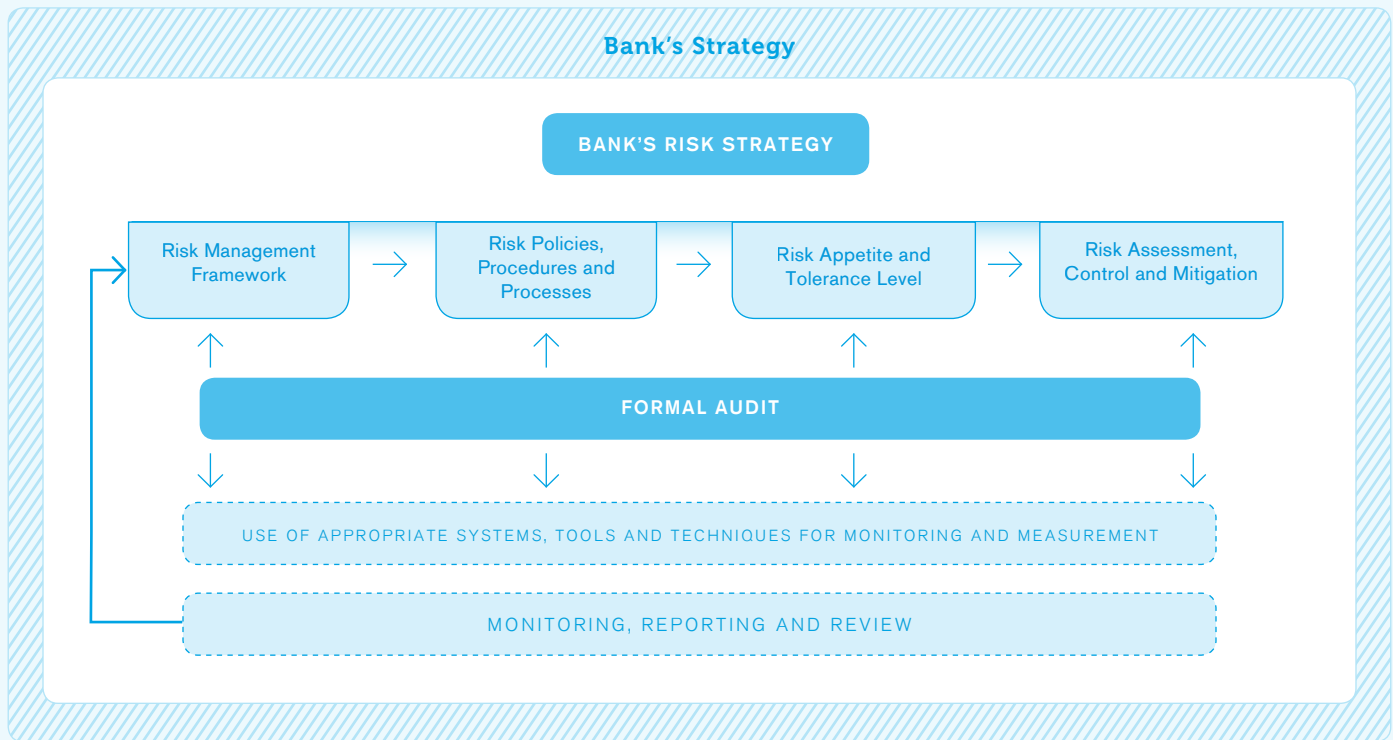 Bank’s Strategy
BANK’S RISK STRATEGY
Risk Management
Framework
Risk Policies,
Procedures and
Processes
Risk Appetite and
Tolerance Level
Risk Assessment,
Control and Mitigation
FORMAL AUDIT
USE OF APPROPRIATE SYSTEMS, TOOLS AND TECHNIQUES FOR MONITORING AND MEASUREMENT
MONITORING, REPORTING AND REVIEW